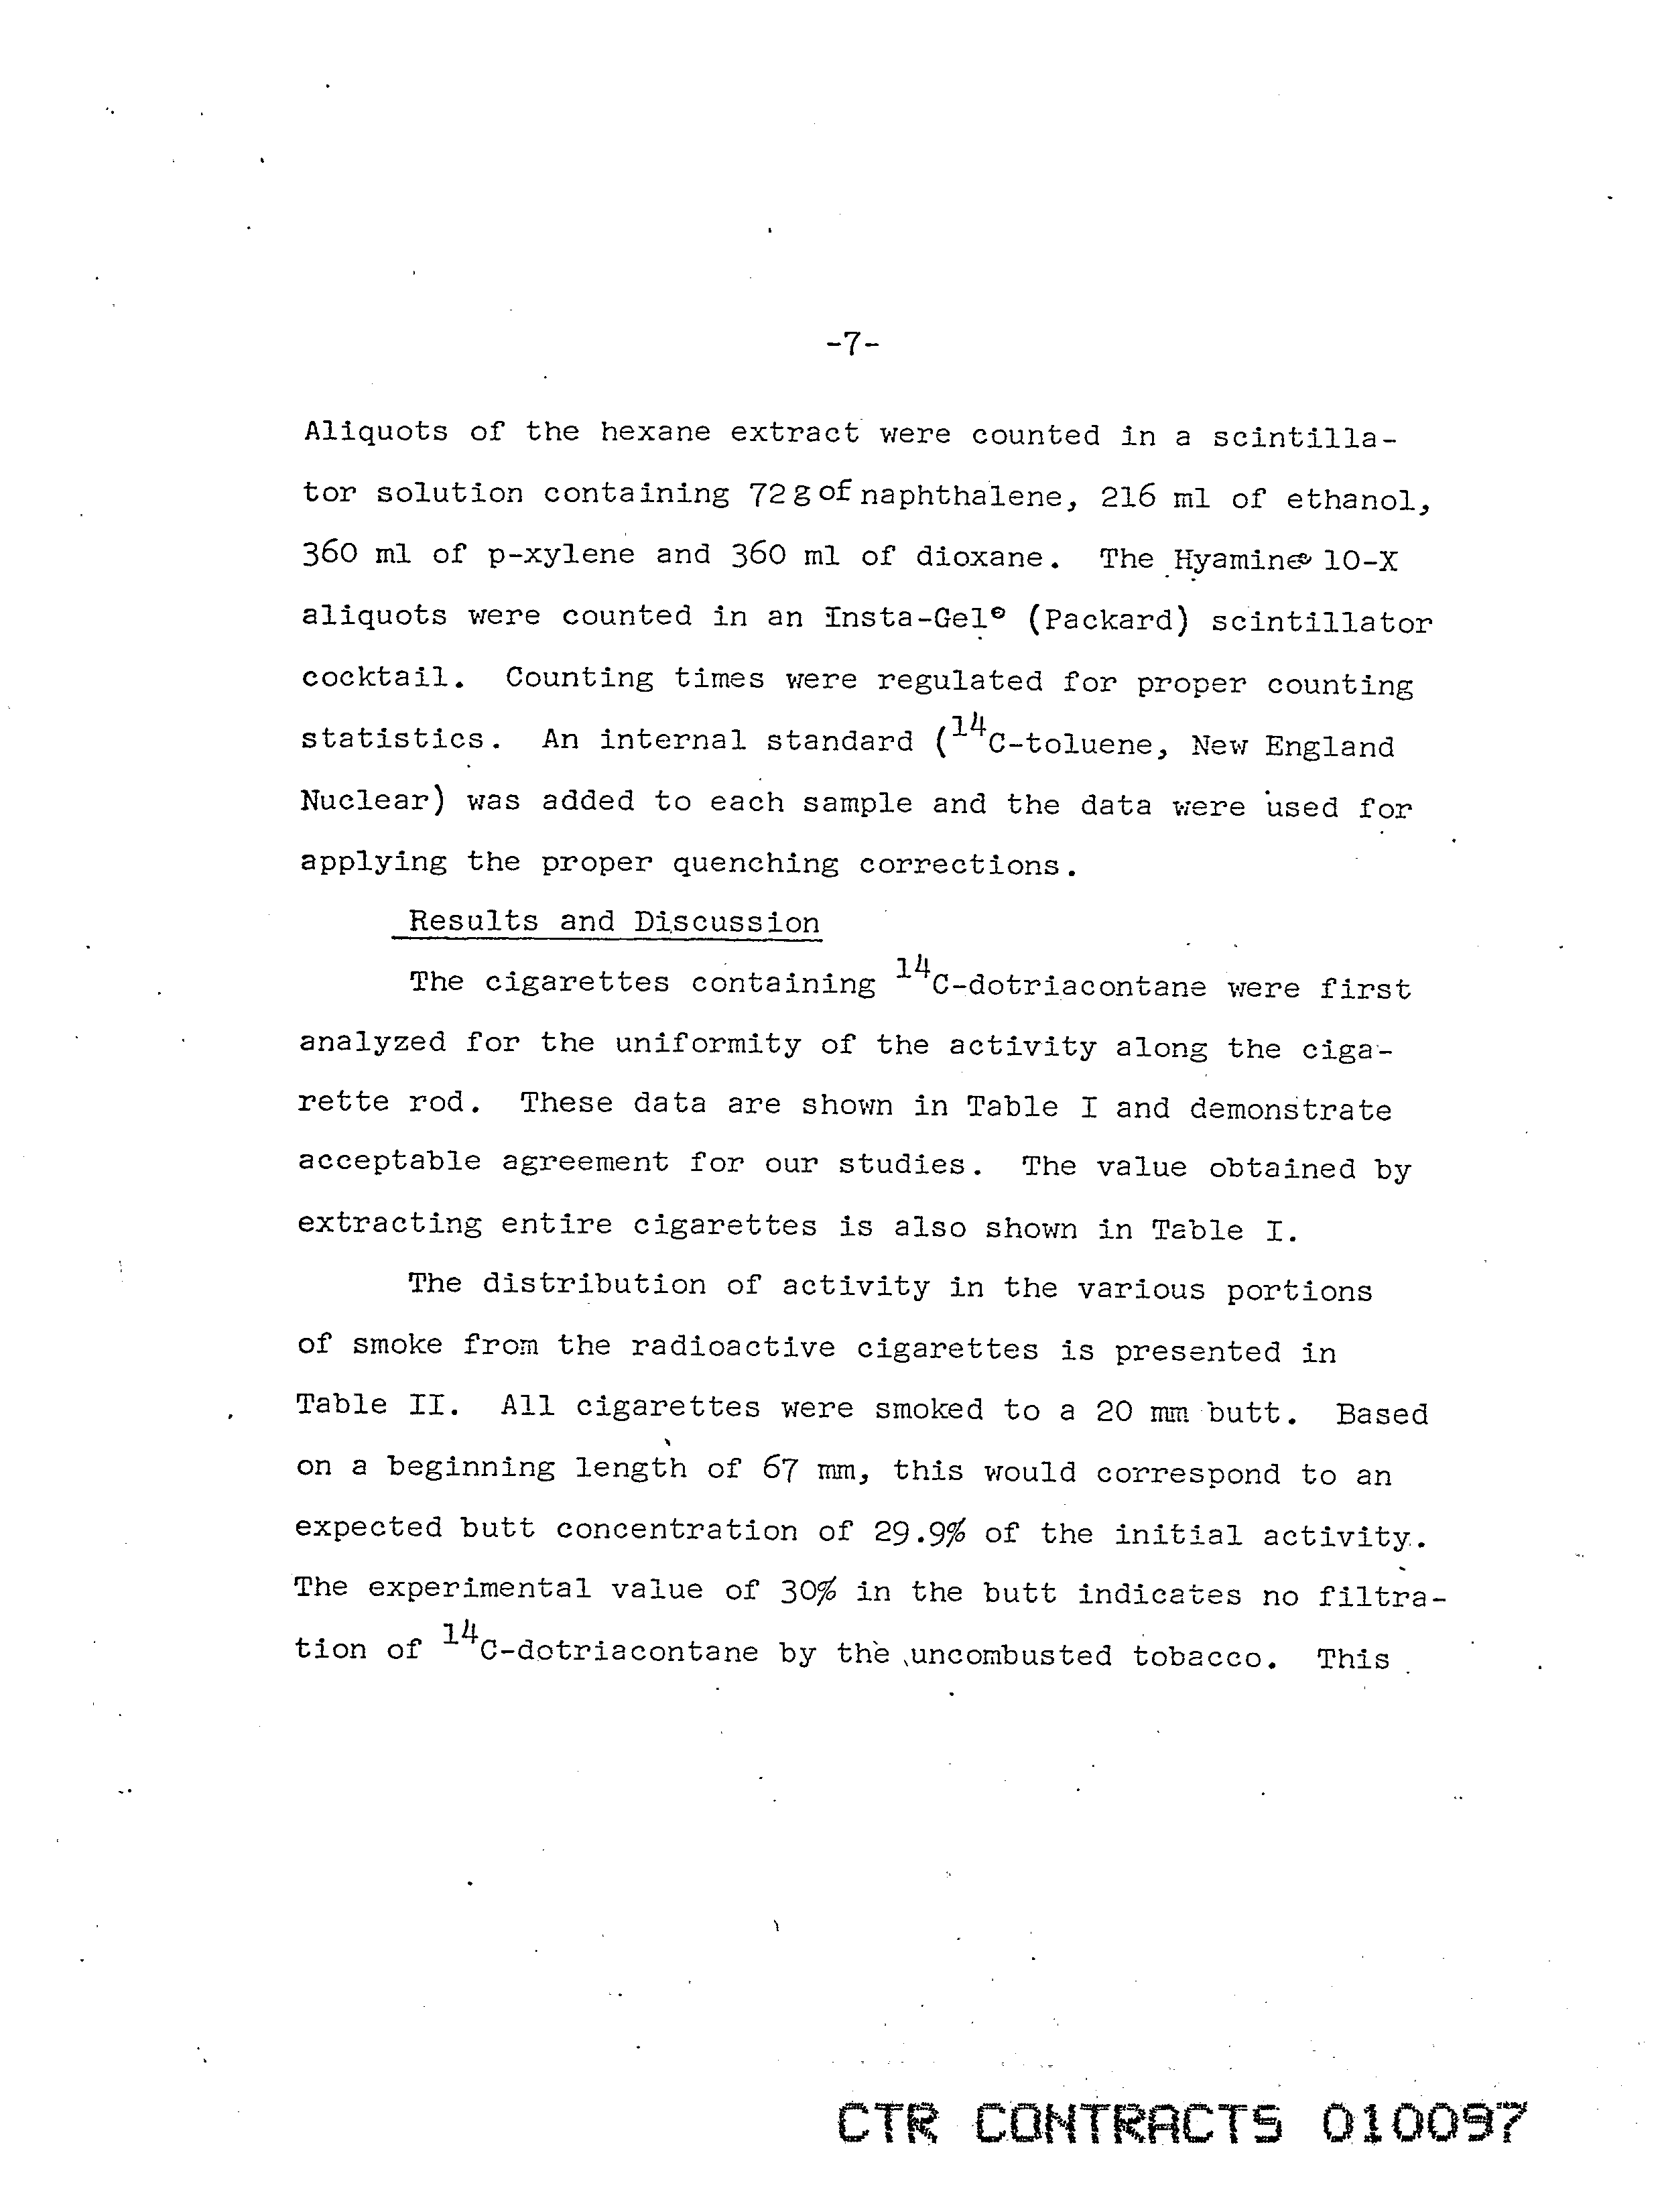 -7-
Aliquots of the hexane extract were counted in a scintilla-
tor solution containing 72 g of naphthalene, 216 ml of ethanol,
360 ml of p-xylene and 360 ml of dioxane. The Hyamine® 10-X
aliquots were counted in an Insta-Gel® (Packard) scintillator
cocktail. Counting times were regulated for proper counting
statistics. An internal standard (¹⁴C-toluene, New England
Nuclear) was added to each sample and the data were used for
applying the proper quenching corrections.
Results and Discussion
The cigarettes containing ¹⁴C-dotriacontane were first
analyzed for the uniformity of the activity along the ciga-
rette rod. These data are shown in Table I and demonstrate
acceptable agreement for our studies. The value obtained by
extracting entire cigarettes is also shown in Table I.
The distribution of activity in the various portions
of smoke from the radioactive cigarettes is presented in
Table II. All cigarettes were smoked to a 20 mm butt. Based
on a beginning length of 67 mm, this would correspond to an
expected butt concentration of 29.9% of the initial activity.
The experimental value of 30% in the butt indicates no filtra-
tion of ¹⁴C-dotriacontane by the uncombusted tobacco. This
CTR CONTRACTS 010097